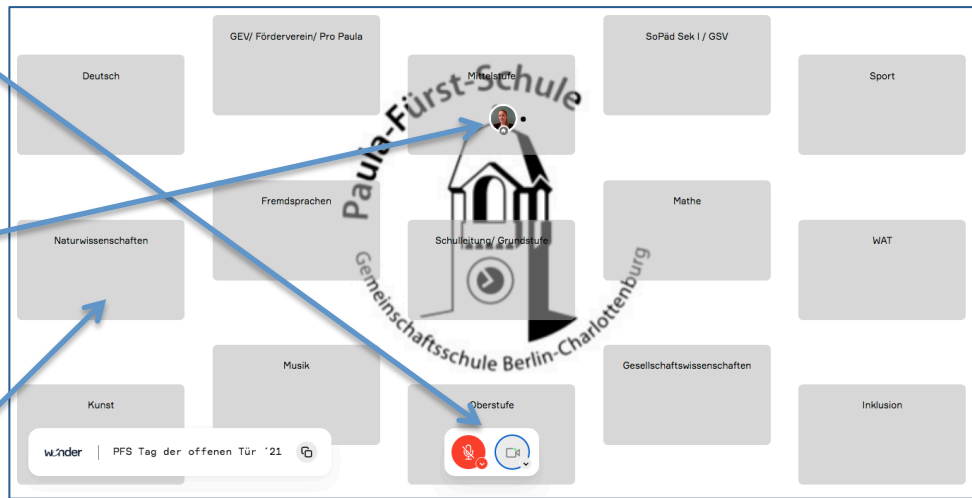 GEV/ Förderverein/ Pro Paula
SoPäd Sek I / GSV
Deutsch
Mittelstufe
Sport
Paula-Fürst-Schule
Fremdsprachen
Mathe
Naturwissenschaften
Schulleitung/ Grundstufe
WAT
Gemeinschaftsschule Berlin-Charlottenburg
Musik
Gesellschaftswissenschaften
Kunst
Oberstufe
Inklusion
wonder | PFS Tag der offenen Tür ´21